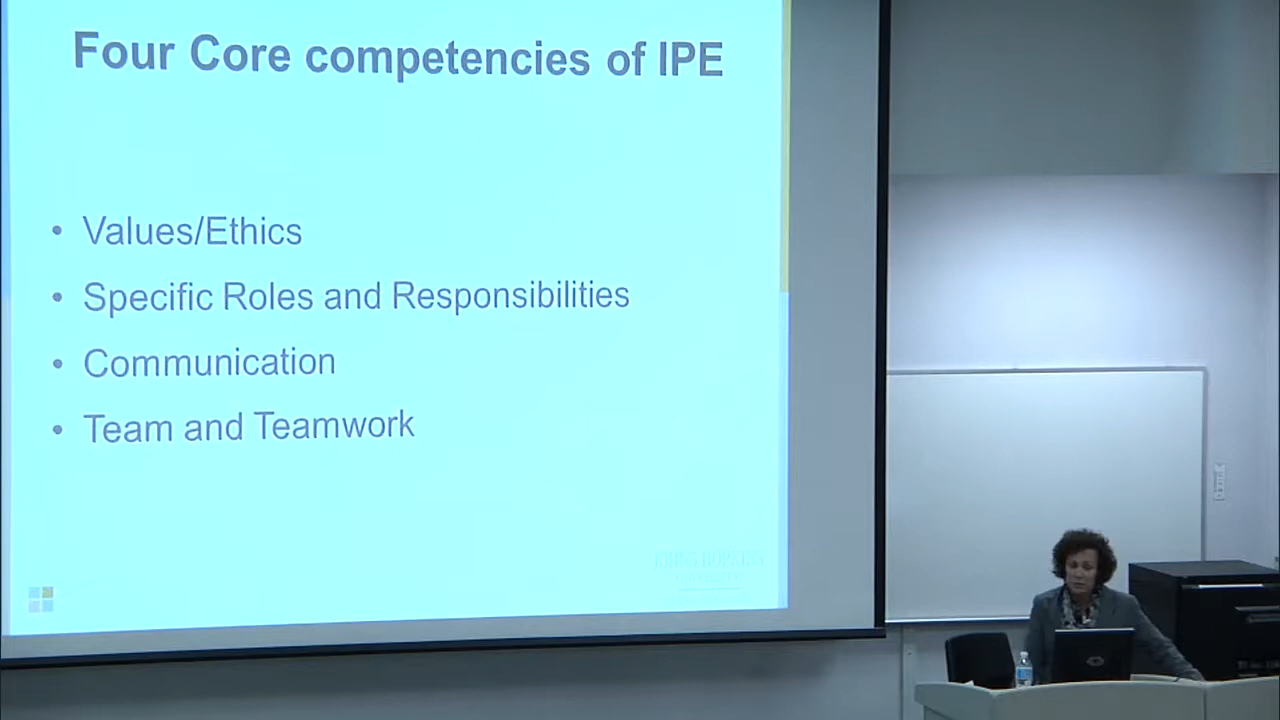 Four Core competencies of IPE
• Values/Ethics
• Specific Roles and Responsibilities
• Communication
• Team and Teamwork
JOHNS HOPKINS
UNIVERSITY